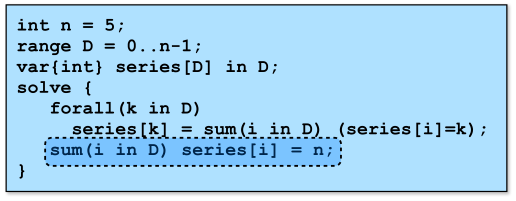 int n = 5;
range D = 0..n-1;
var{int} series[D] in D;
solve {
forall(k in D)
series[k] = sum(i in D) (series[i]=k);
sum(i in D) series[i] = n;
}